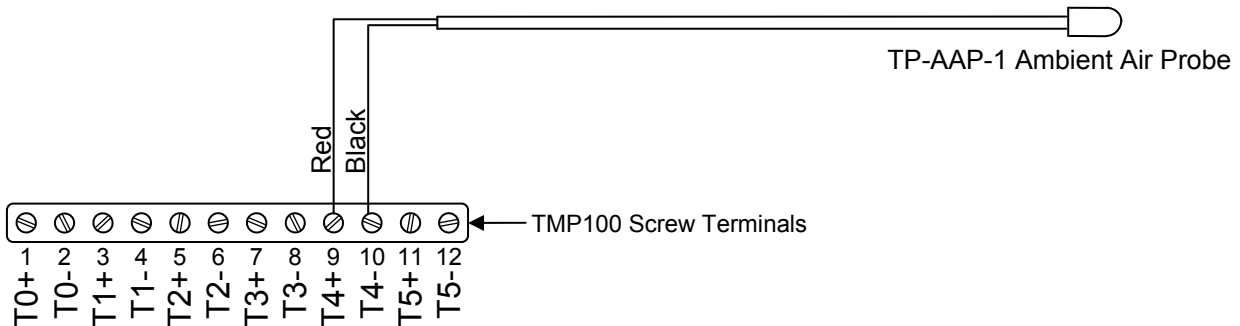 TP-AAP-1 Ambient Air Probe
Red
Black
TMP100 Screw Terminals
1 2 3 4 5 6 7 8 9 10 11 12
T0+ T0- T1+ T1- T2+ T2- T3+ T3- T4+ T4- T5+ T5-